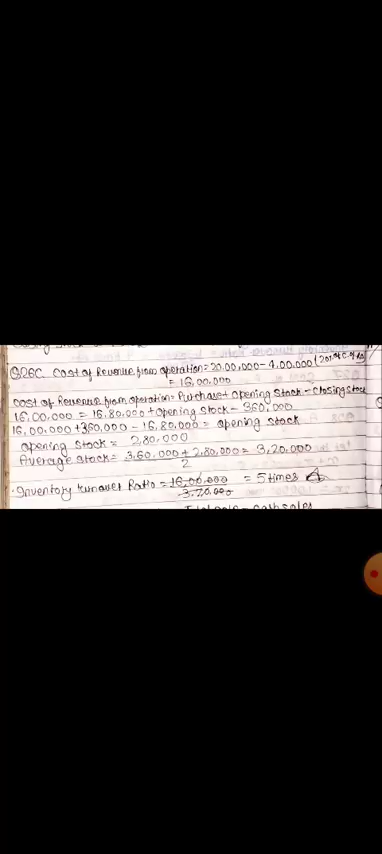 Q26C. Cost of Revenue from operation = 20,00,000 - 4,00,000 (20%
= 16,00,000
Cost of Revenue from operation = Purchase + Opening Stock - Closing Stock
16,00,000 = 16,80,000 + Opening stock - 360,000
16,00,000 + 360,000 - 16,80,000 = opening stock
Opening Stock = 2,80,000
Average Stock = 3,60,000 + 2,80,000 = 3,20,000
2
Inventory turnover Ratio = 16,00,000 = 5 times
3,20,000
cash sales